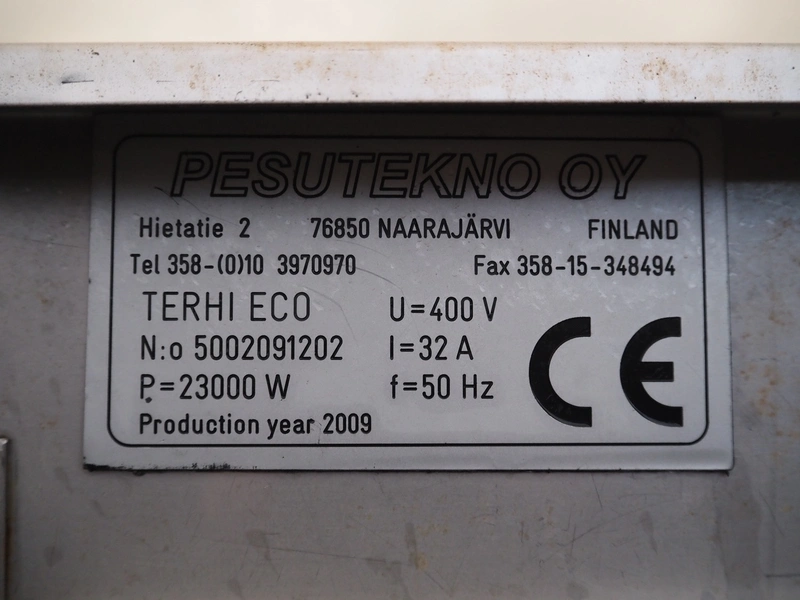 PESUTEKNO OY
Hietatie 2 76850 NAARAJÄRVI FINLAND
Tel 358-(0)10 3970970 Fax 358-15-348494
TERHI ECO U=400 V
N:o 5002091202 I=32 A
P=23000 W f=50 Hz
Production year 2009
CE